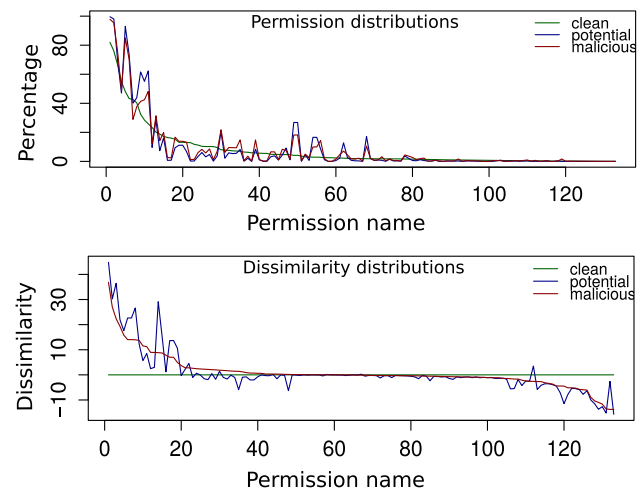 Permission distributions
clean
potential
malicious
Percentage
0 40 80
0 20 40 60 80 100 120
Permission name
Dissimilarity distributions
clean
potential
malicious
Dissimilarity
−10 10 30
0 20 40 60 80 100 120
Permission name